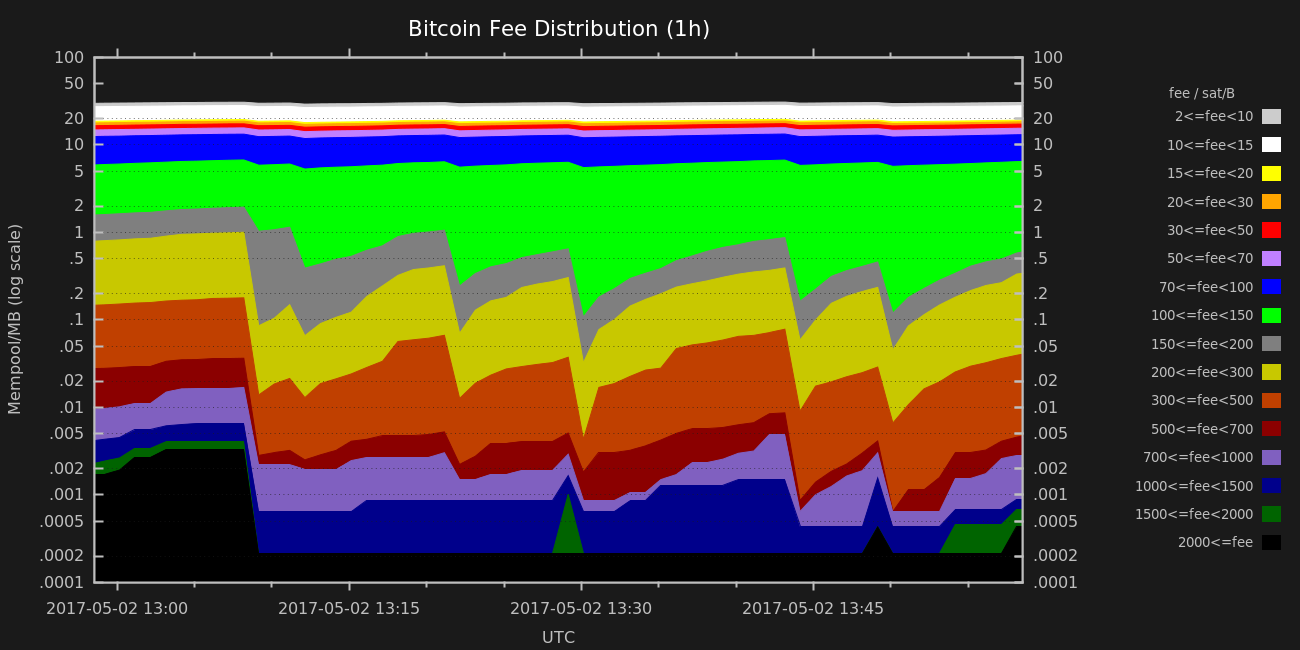 Bitcoin Fee Distribution (1h)
100
50
20
10
5
2
1
.5
.2
.1
.05
.02
.01
.005
.002
.001
.0005
.0002
.0001
Mempool/MB (log scale)
100
50
20
10
5
2
1
.5
.2
.1
.05
.02
.01
.005
.002
.001
.0005
.0002
.0001
2017-05-02 13:00
2017-05-02 13:15
2017-05-02 13:30
2017-05-02 13:45
UTC
fee / sat/B
2<=fee<10
10<=fee<15
15<=fee<20
20<=fee<30
30<=fee<50
50<=fee<70
70<=fee<100
100<=fee<150
150<=fee<200
200<=fee<300
300<=fee<500
500<=fee<700
700<=fee<1000
1000<=fee<1500
1500<=fee<2000
2000<=fee